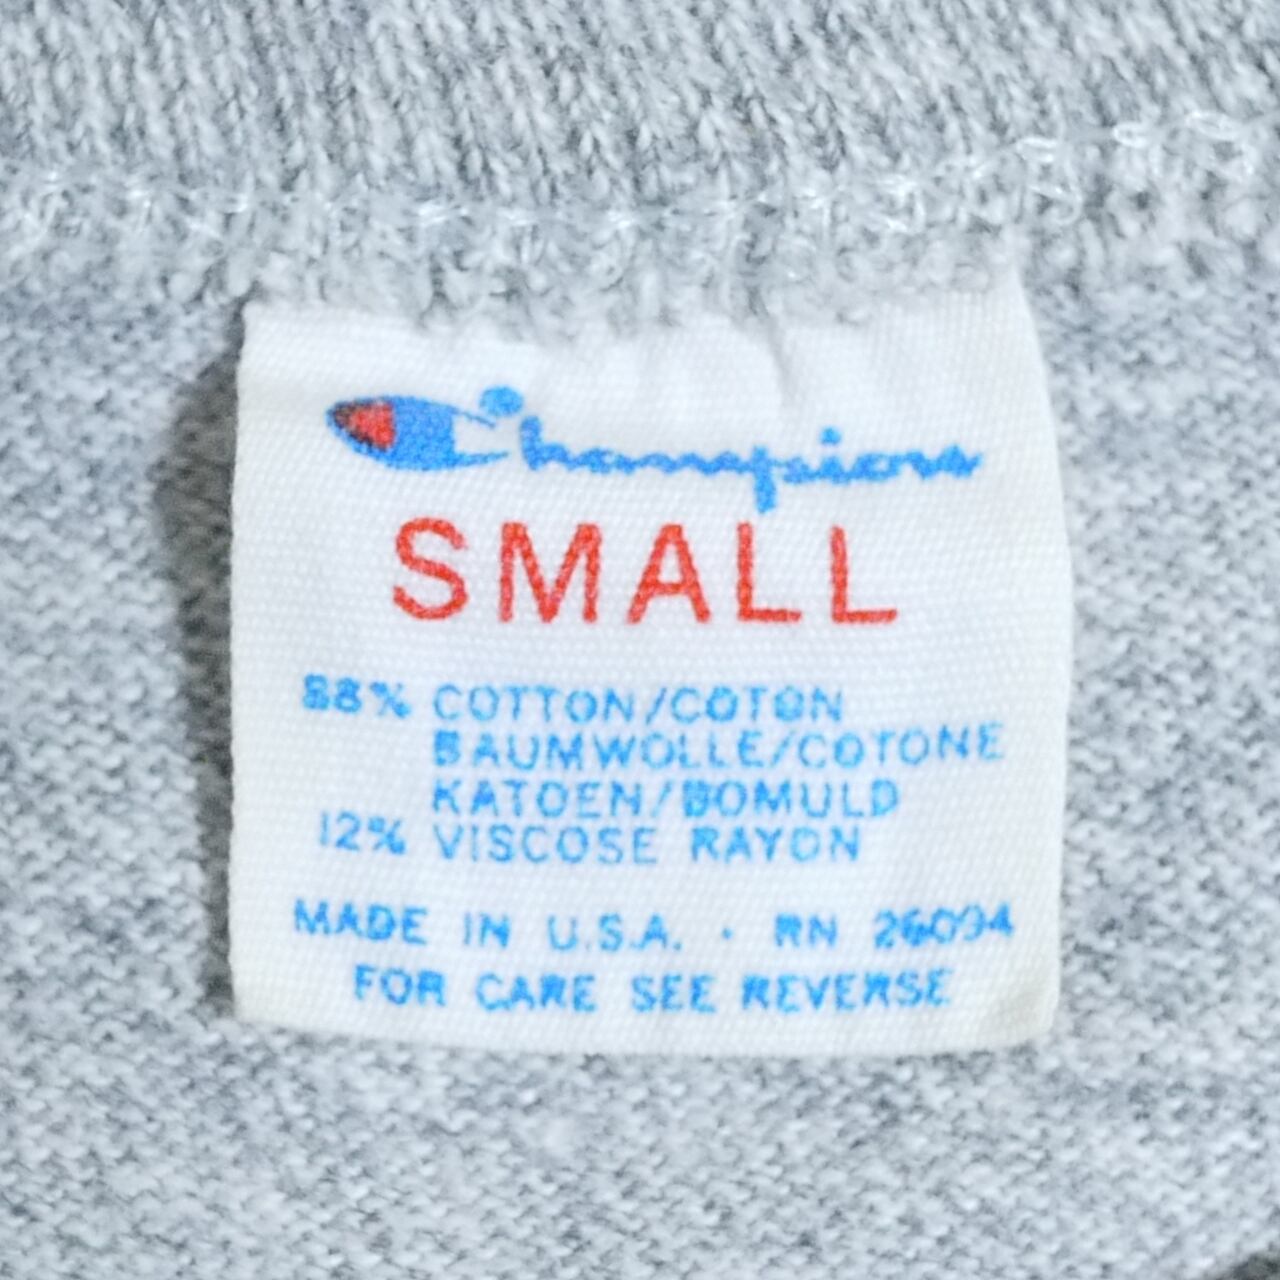 Champion
SMALL
88% COTTON/COTON
BAUMWOLLE/COTONE
KATOEN/BOMULD
12% VISCOSE RAYON
MADE IN U.S.A. · RN 26094
FOR CARE SEE REVERSE